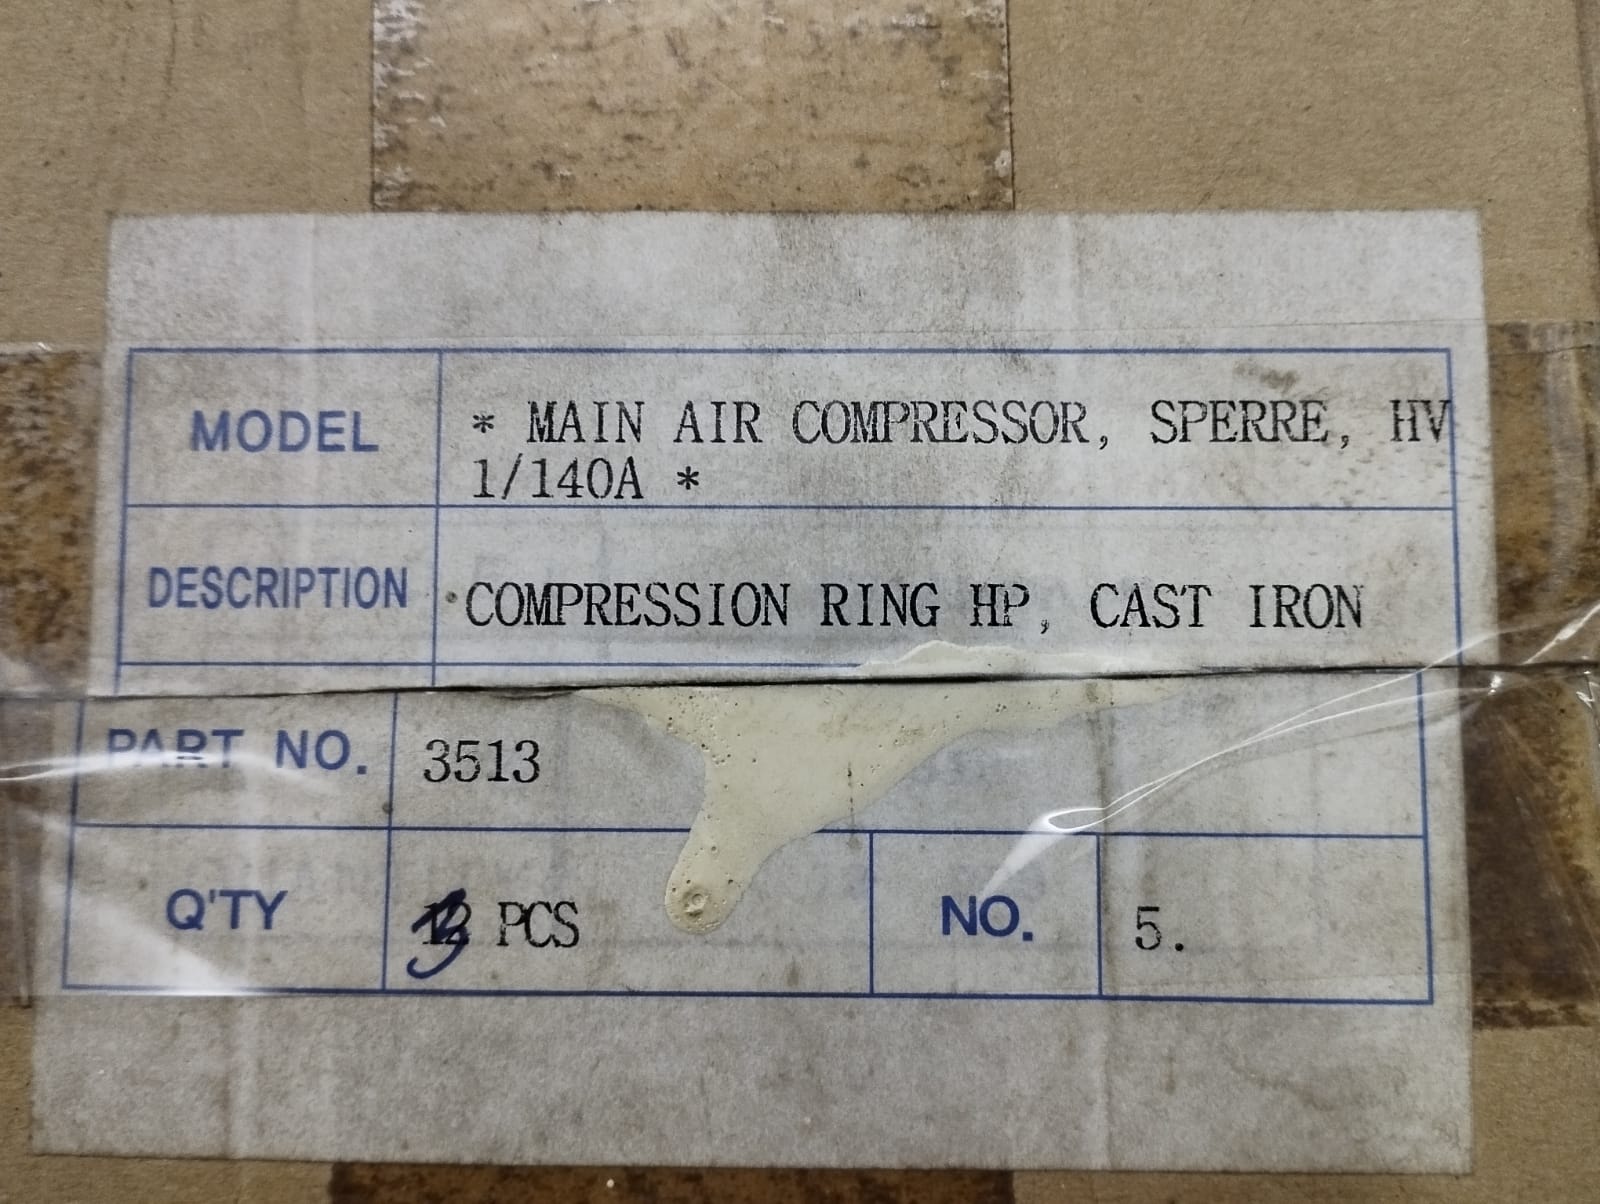 MODEL
* MAIN AIR COMPRESSOR, SPERRE, HV
1/140A *
DESCRIPTION
COMPRESSION RING HP, CAST IRON
PART NO.
3513
Q'TY
PCS
NO.
5.